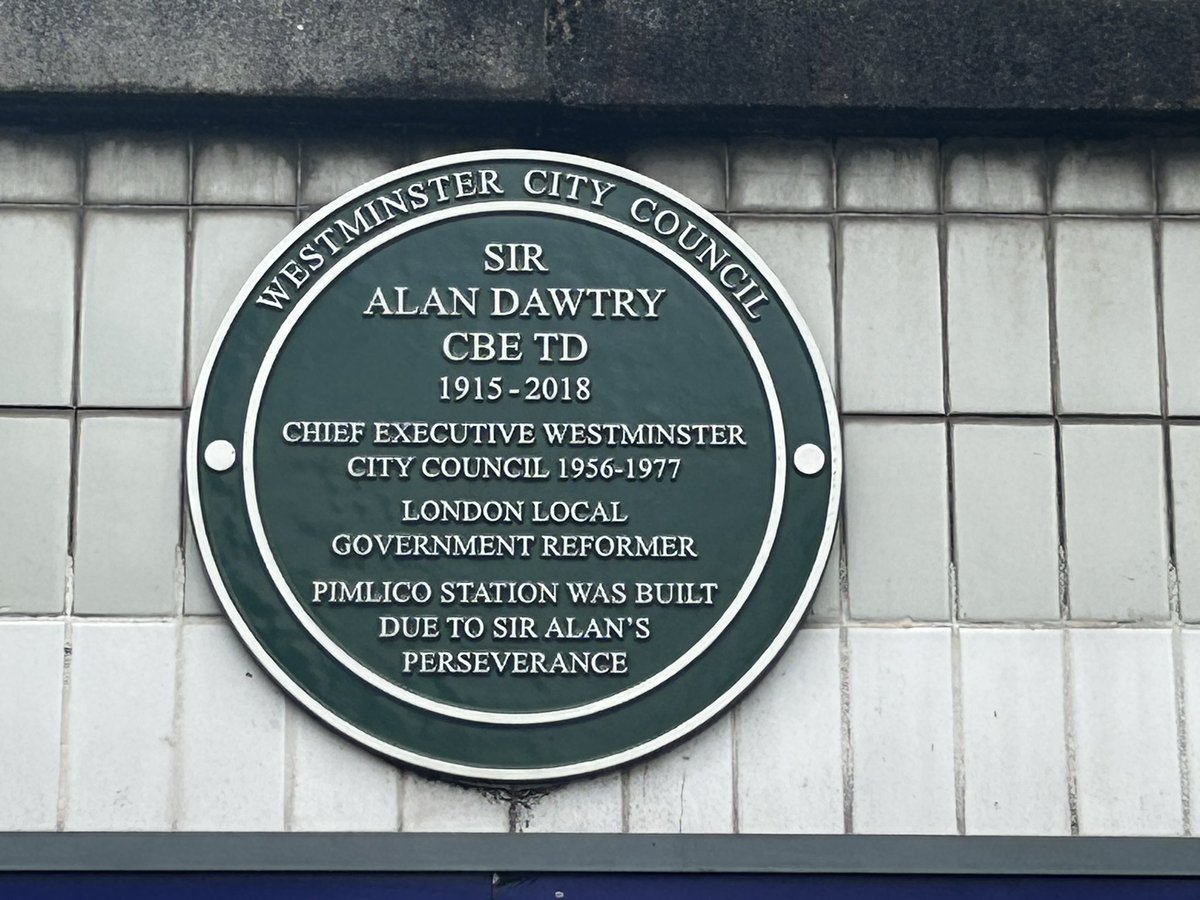 WESTMINSTER CITY COUNCIL
SIR
ALAN DAWTRY
CBE TD
1915-2018
CHIEF EXECUTIVE WESTMINSTER
CITY COUNCIL 1956-1977
LONDON LOCAL
GOVERNMENT REFORMER
PIMLICO STATION WAS BUILT
DUE TO SIR ALAN'S
PERSEVERANCE